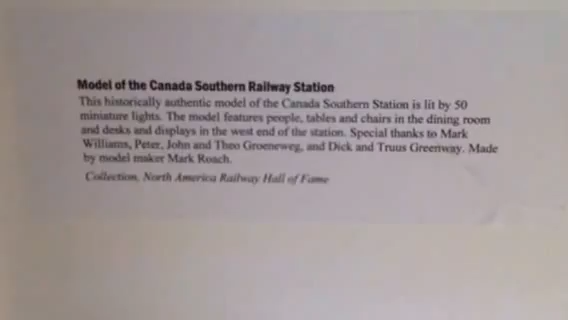 Model of the Canada Southern Railway Station
This historically authentic model of the Canada Southern Station is lit by 50
miniature lights. The model features people, tables and chairs in the dining room
and desks and displays in the west end of the station. Special thanks to Mark
Williams, Peter, John and Theo Groeneweg, and Dick and Truus Greenway. Made
by model maker Mark Roach.
Collection, North America Railway Hall of Fame